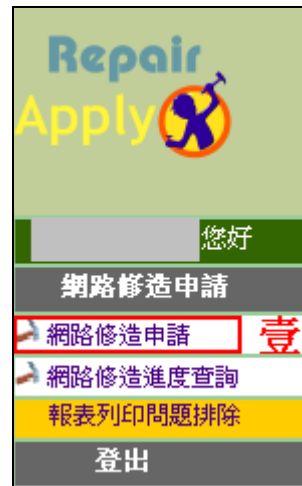 Repair
Apply
您好
網路修造申請
網路修造申請 壹
網路修造進度查詢
報表列印問題排除
登出